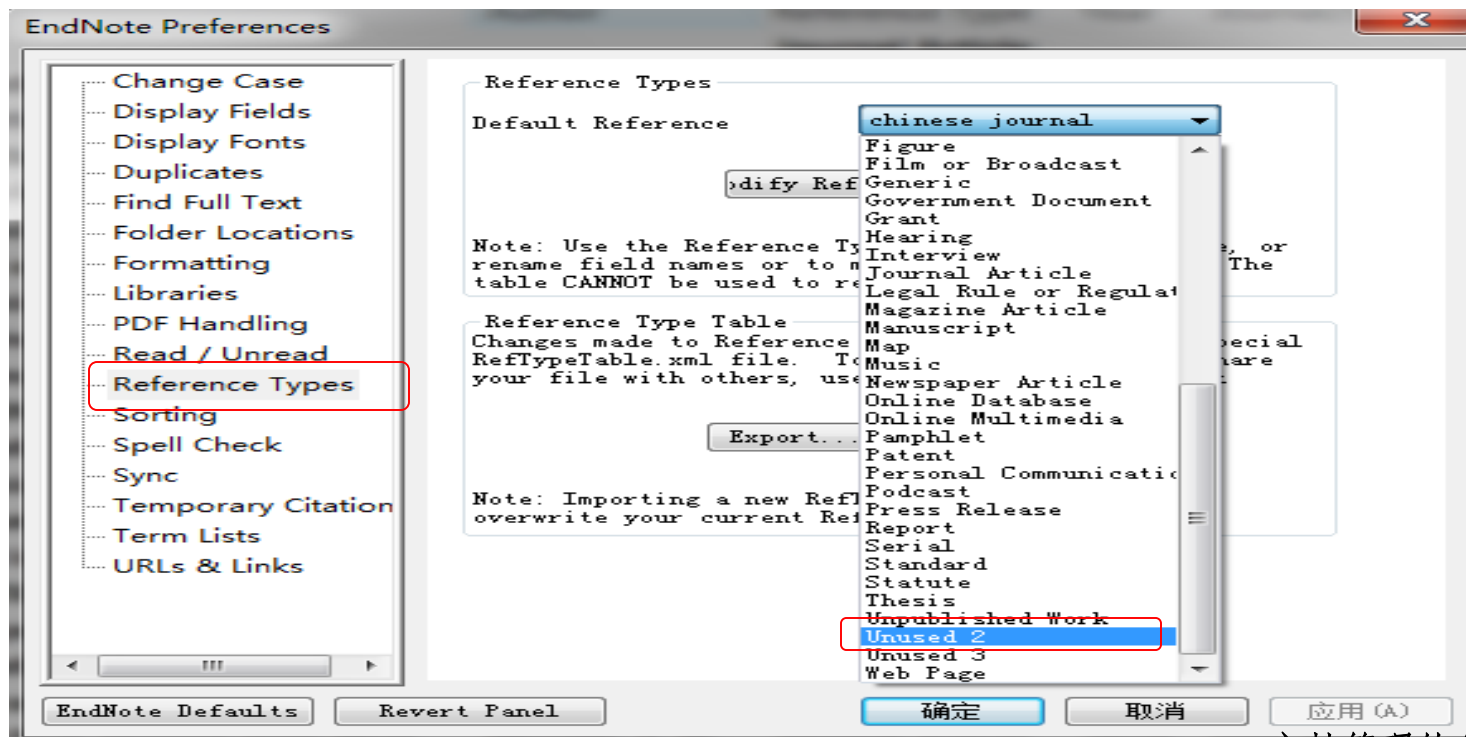 EndNote Preferences
Change Case
Display Fields
Display Fonts
Duplicates
Find Full Text
Folder Locations
Formatting
Libraries
PDF Handling
Read / Unread
Reference Types
Sorting
Spell Check
Sync
Temporary Citation
Term Lists
URLs & Links
Reference Types
Default Reference
chinese journal
dify Ref
Note: Use the Reference Ty e, or
rename field names or to m The
table CANNOT be used to re
Reference Type Table
Changes made to Reference pecial
RefTypeTable.xml file. To hare
your file with others, use
Export...
Note: Importing a new RefT
overwrite your current Ref
Figure
Film or Broadcast
Generic
Government Document
Grant
Hearing
Interview
Journal Article
Legal Rule or Regulat
Magazine Article
Manuscript
Map
Music
Newspaper Article
Online Database
Online Multimedia
Pamphlet
Patent
Personal Communicatio
Podcast
Press Release
Report
Serial
Standard
Statute
Thesis
Unpublished Work
Unused 2
Unused 3
Web Page
EndNote Defaults
Revert Panel
确定
取消
应用(A)